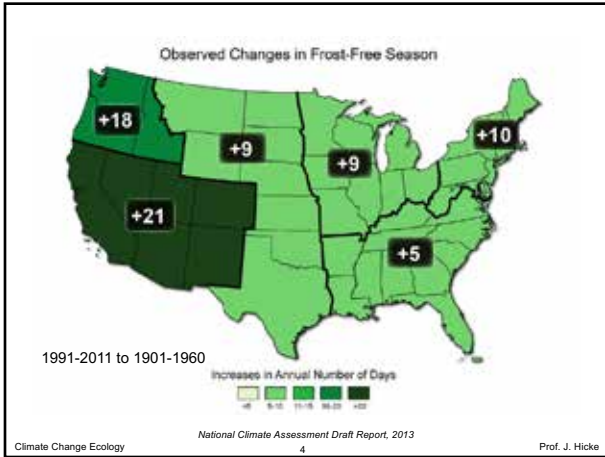 Observed Changes in Frost-Free Season
+18
+9
+9
+10
+21
+5
1991-2011 to 1901-1960
Increases in Annual Number of Days
National Climate Assessment Draft Report, 2013
Climate Change Ecology
4
Prof. J. Hicke